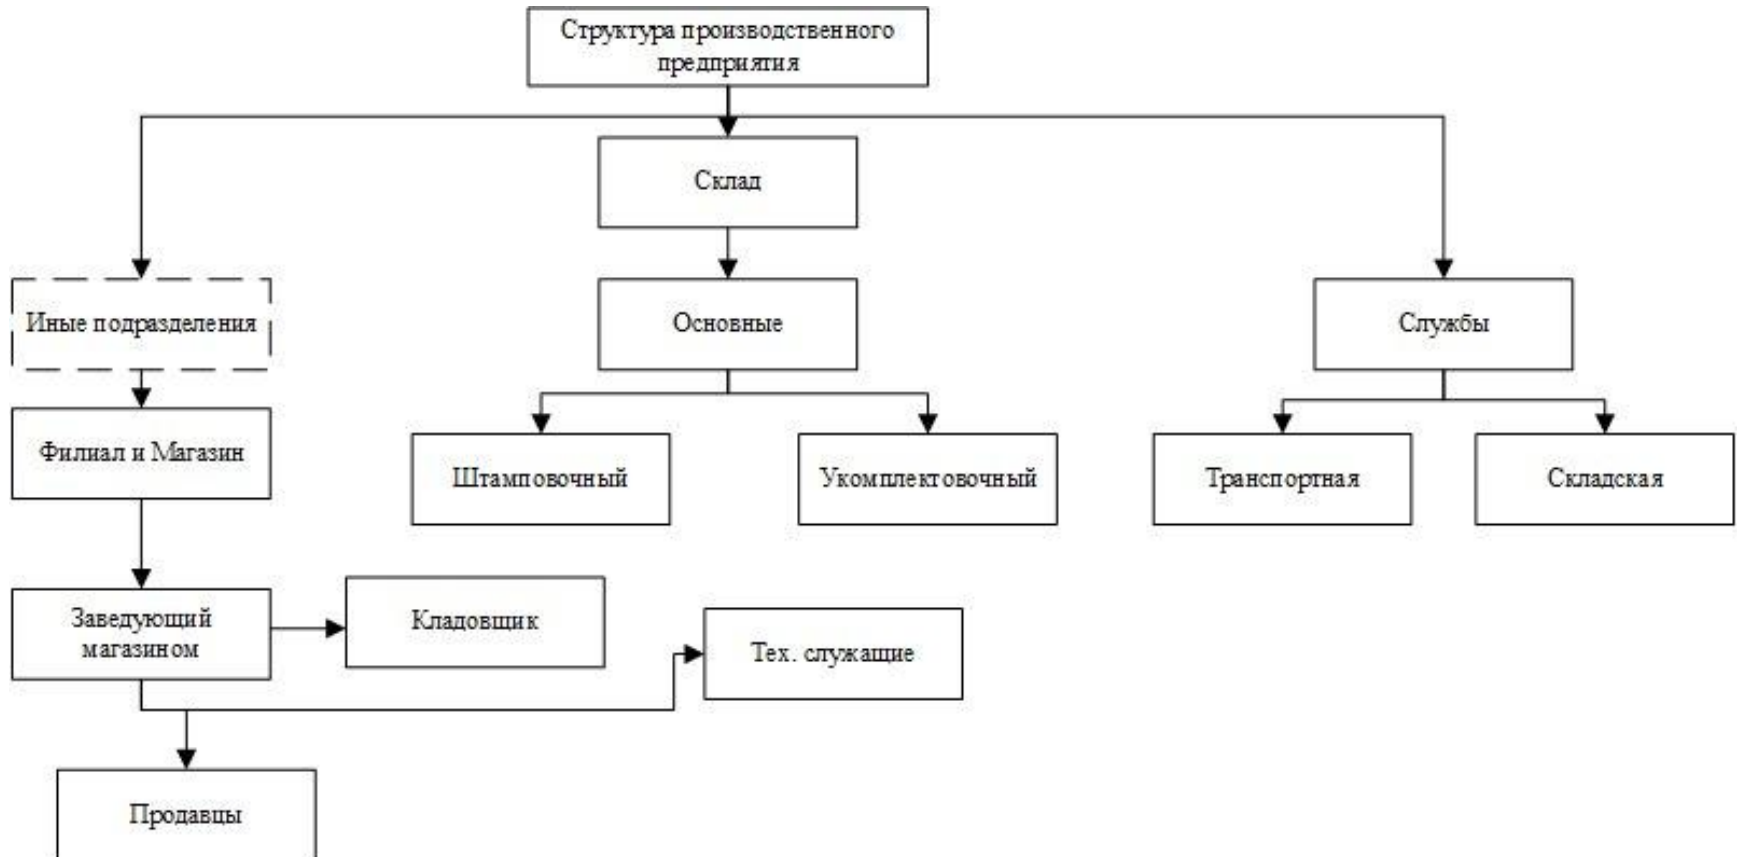 Структура производственного
предприятия
Склад
Иные подразделения
Основные
Службы
Филиал и Магазин
Штамповочный
Укомплектовочный
Транспортная
Складская
Заведующий
магазином
Кладовщик
Тех. служащие
Продавцы